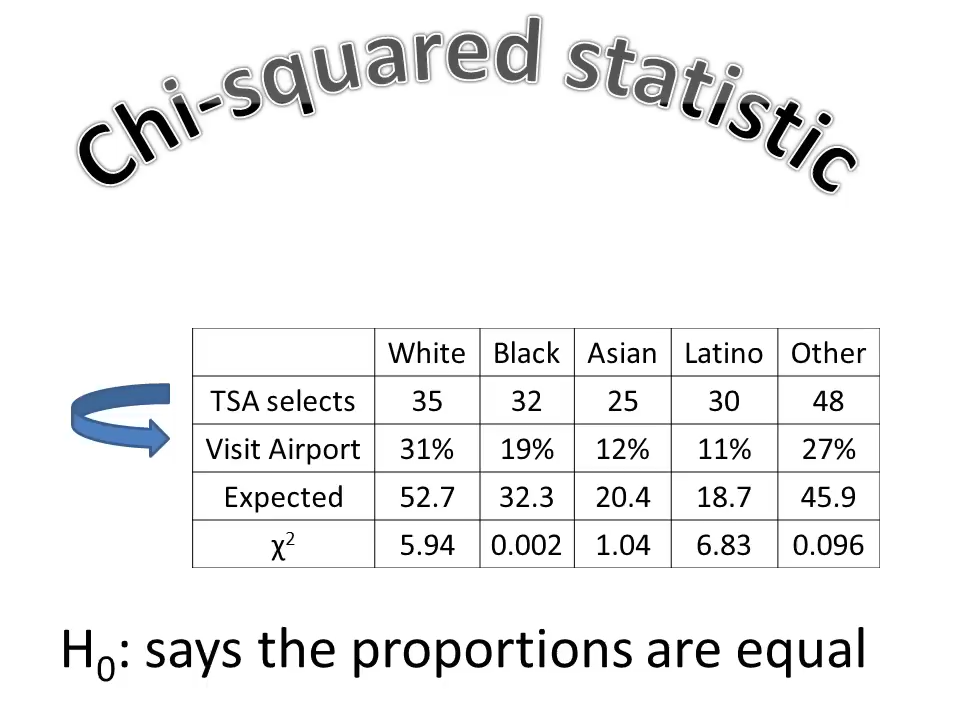 Chi-squared statistic
White Black Asian Latino Other
TSA selects 35 32 25 30 48
Visit Airport 31% 19% 12% 11% 27%
Expected 52.7 32.3 20.4 18.7 45.9
χ² 5.94 0.002 1.04 6.83 0.096
H₀: says the proportions are equal